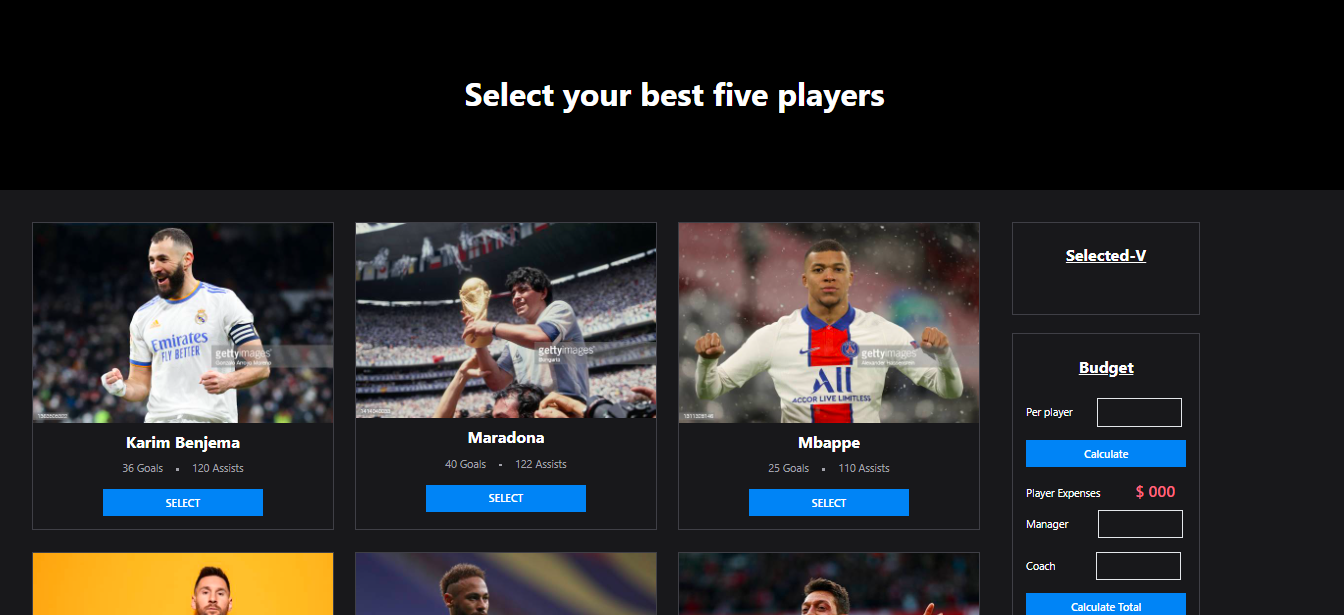 Select your best five players
Emirates
FLY BETTER
gettyimages
Karim Benjema
36 Goals ▪ 120 Assists
SELECT
gettyimages
Maradona
40 Goals ▪ 122 Assists
SELECT
ALL
ACCOR LIVE LIMITLESS
gettyimages
Mbappe
25 Goals ▪ 110 Assists
SELECT
Selected-V
Budget
Per player
Calculate
Player Expenses $ 000
Manager
Coach
Calculate Total